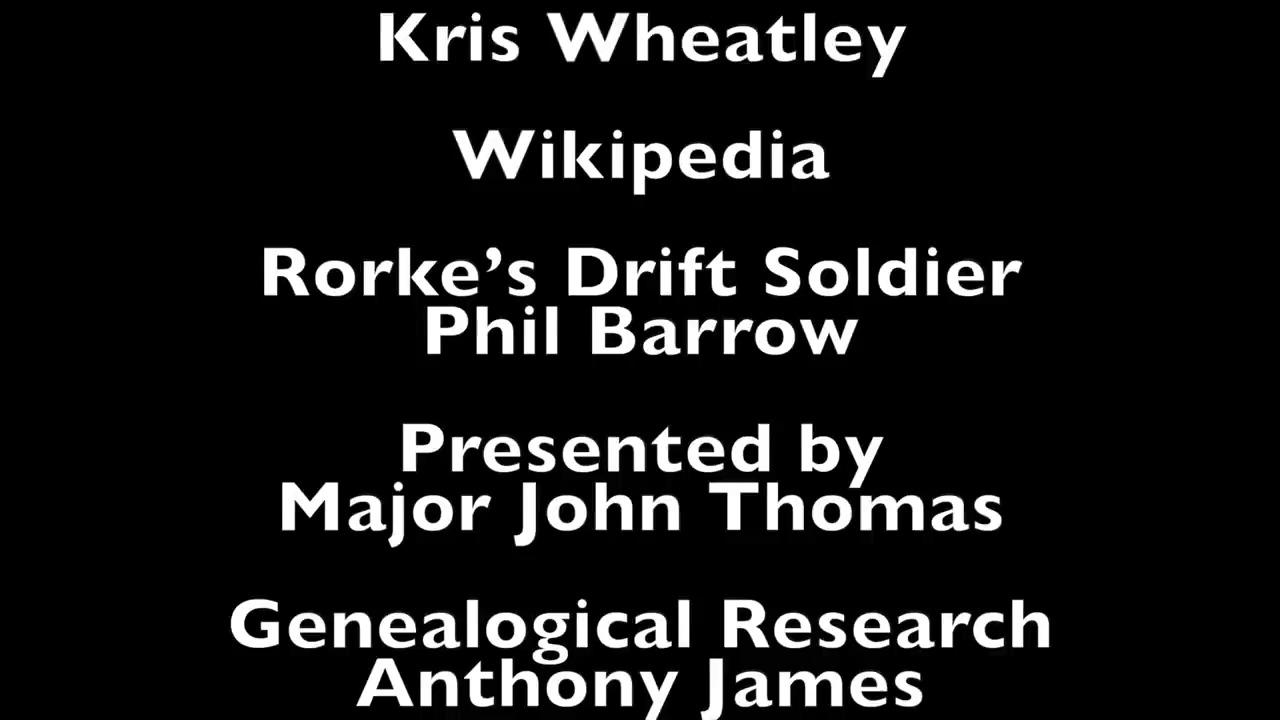 Kris Wheatley
Wikipedia
Rorke’s Drift Soldier
Phil Barrow
Presented by
Major John Thomas
Genealogical Research
Anthony James